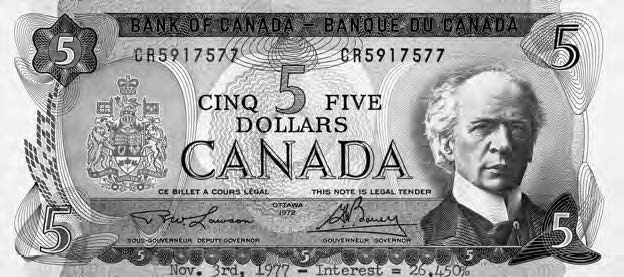 BANK OF CANADA – BANQUE DU CANADA
5 5
CR5917577 CR5917577
CINQ 5 FIVE
DOLLARS
CANADA
CE BILLET A COURS LÉGAL THIS NOTE IS LEGAL TENDER
OTTAWA
1972
5 5
SOUS-GOUVERNEUR DEPUTY-GOVERNOR GOUVERNEUR GOVERNOR
Nov. 3rd, 1977 – Interest = 26,450%